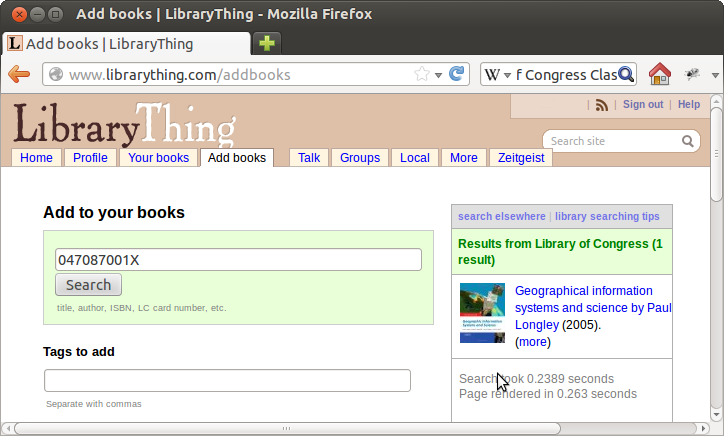 Add books | LibraryThing - Mozilla Firefox
Add books | LibraryThing
www.librarything.com/addbooks
W f Congress Clas
| Sign out | Help
LibraryThing
Search site
Home Profile Your books Add books Talk Groups Local More Zeitgeist
Add to your books
047087001X
Search
title, author, ISBN, LC card number, etc.
Tags to add
Separate with commas
search elsewhere | library searching tips
Results from Library of Congress (1
result)
Geographical information
systems and science by Paul
Longley (2005).
(more)
Search took 0.2389 seconds
Page rendered in 0.263 seconds